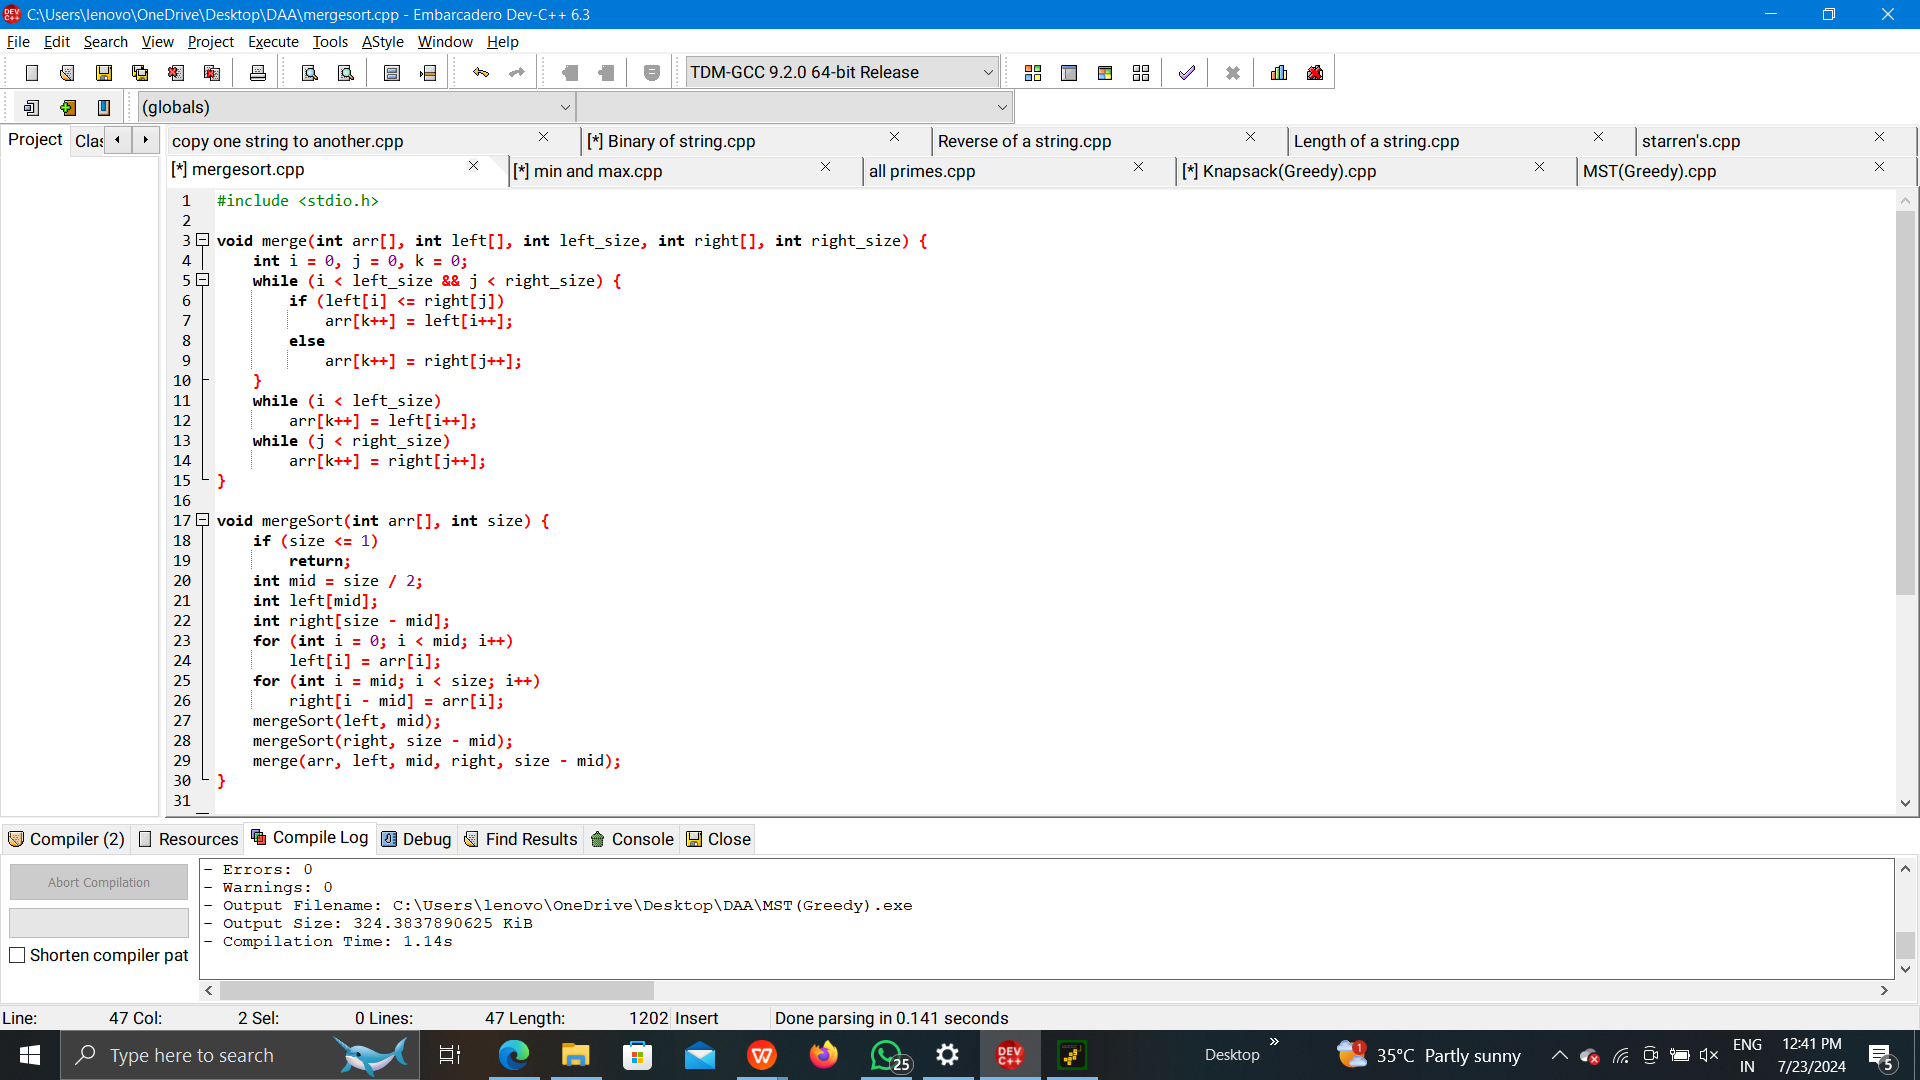 C:\Users\lenovo\OneDrive\Desktop\DAA\mergesort.cpp - Embarcadero Dev-C++ 6.3
File Edit Search View Project Execute Tools AStyle Window Help
TDM-GCC 9.2.0 64-bit Release
(globals)
Project Clas
copy one string to another.cpp [*] Binary of string.cpp Reverse of a string.cpp Length of a string.cpp starren's.cpp
[*] mergesort.cpp [*] min and max.cpp all primes.cpp [*] Knapsack(Greedy).cpp MST(Greedy).cpp
1 #include <stdio.h>
2
3 void merge(int arr[], int left[], int left_size, int right[], int right_size) {
4 int i = 0, j = 0, k = 0;
5 while (i < left_size && j < right_size) {
6 if (left[i] <= right[j])
7 arr[k++] = left[i++];
8 else
9 arr[k++] = right[j++];
10 }
11 while (i < left_size)
12 arr[k++] = left[i++];
13 while (j < right_size)
14 arr[k++] = right[j++];
15 }
16
17 void mergeSort(int arr[], int size) {
18 if (size <= 1)
19 return;
20 int mid = size / 2;
21 int left[mid];
22 int right[size - mid];
23 for (int i = 0; i < mid; i++)
24 left[i] = arr[i];
25 for (int i = mid; i < size; i++)
26 right[i - mid] = arr[i];
27 mergeSort(left, mid);
28 mergeSort(right, size - mid);
29 merge(arr, left, mid, right, size - mid);
30 }
31
Compiler (2) Resources Compile Log Debug Find Results Console Close
Abort Compilation
Shorten compiler pat
- Errors: 0
- Warnings: 0
- Output Filename: C:\Users\lenovo\OneDrive\Desktop\DAA\MST(Greedy).exe
- Output Size: 324.3837890625 KiB
- Compilation Time: 1.14s
Line: 47 Col: 2 Sel: 0 Lines: 47 Length: 1202 Insert Done parsing in 0.141 seconds
Type here to search
25
DEV C++
Desktop
1
35°C Partly sunny
ENG
IN
12:41 PM
7/23/2024
5